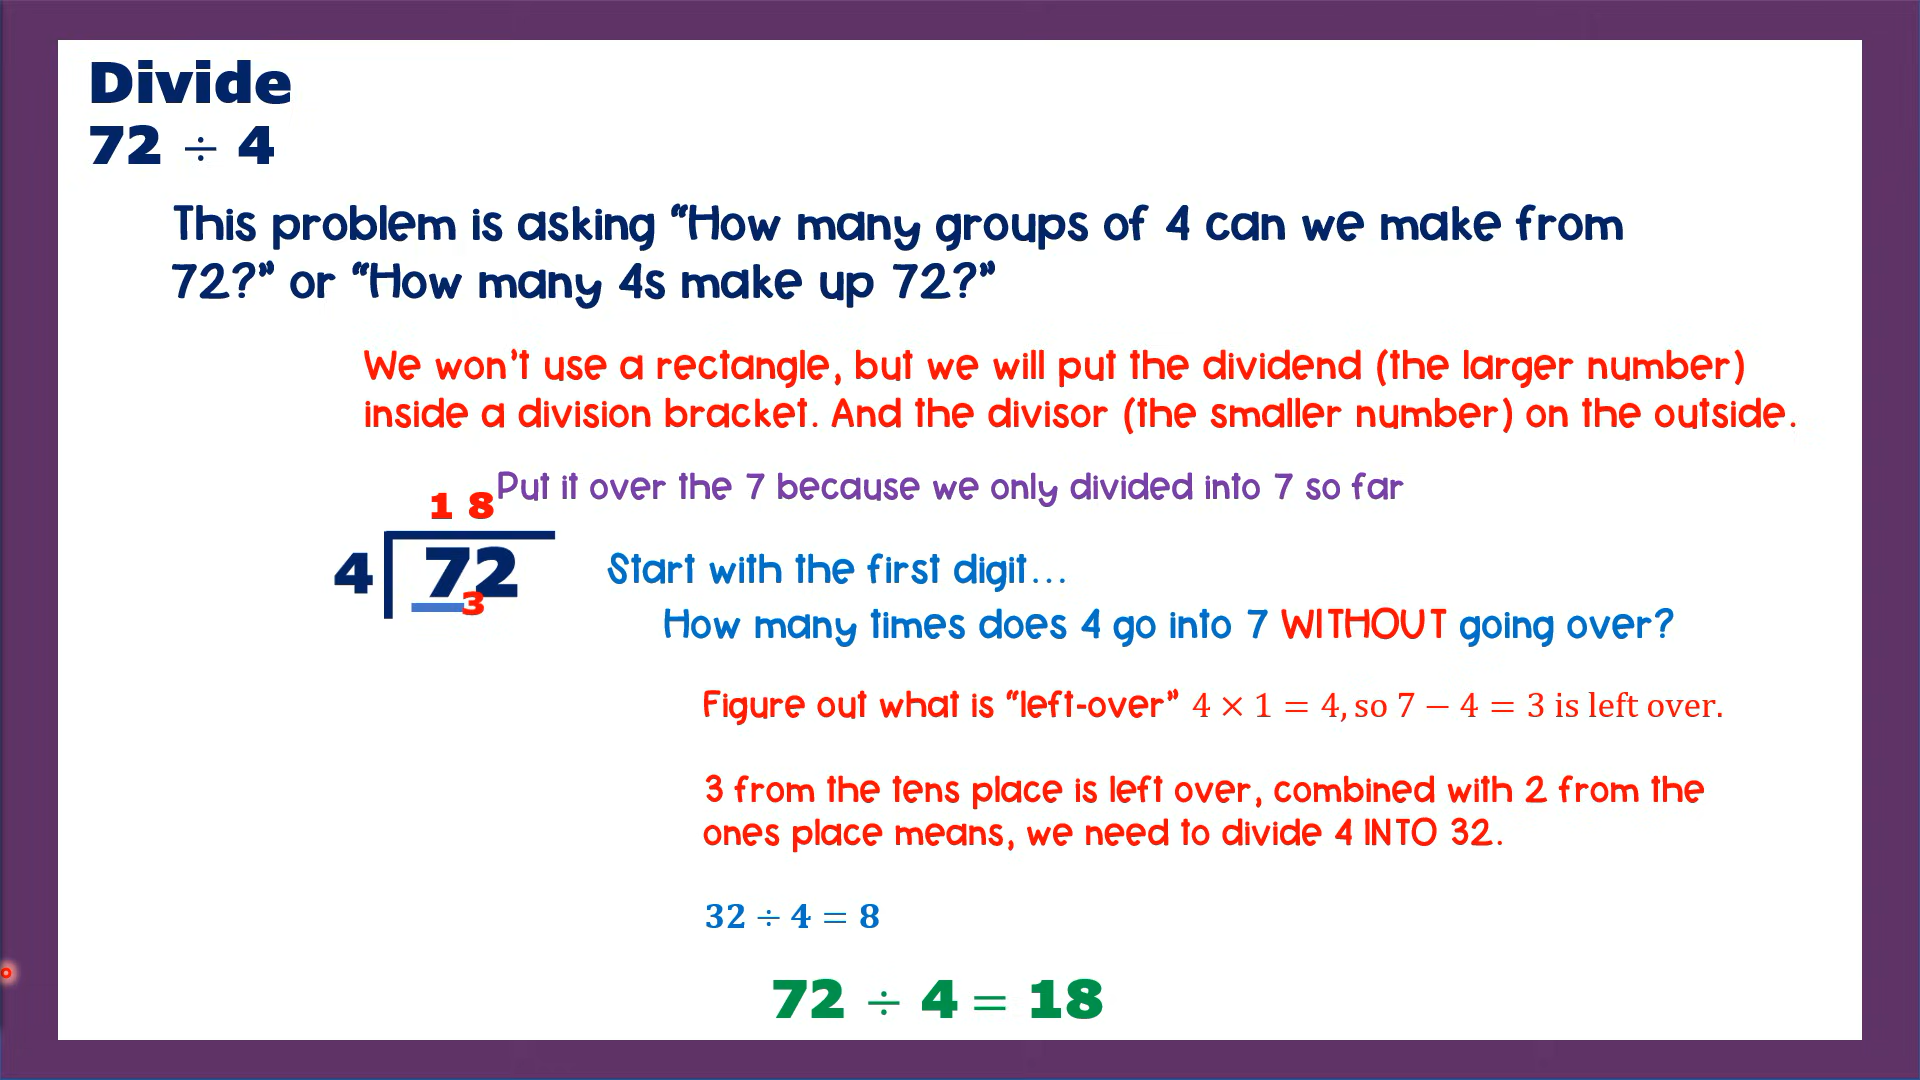 Divide
72 ÷ 4
This problem is asking “How many groups of 4 can we make from
72?” or “How many 4s make up 72?”
We won’t use a rectangle, but we will put the dividend (the larger number)
inside a division bracket. And the divisor (the smaller number) on the outside.
Put it over the 7 because we only divided into 7 so far
1 8
4 72
3
Start with the first digit…
How many times does 4 go into 7 WITHOUT going over?
Figure out what is “left-over” 4 × 1 = 4, so 7 − 4 = 3 is left over.
3 from the tens place is left over, combined with 2 from the
ones place means, we need to divide 4 INTO 32.
32 ÷ 4 = 8
72 ÷ 4 = 18